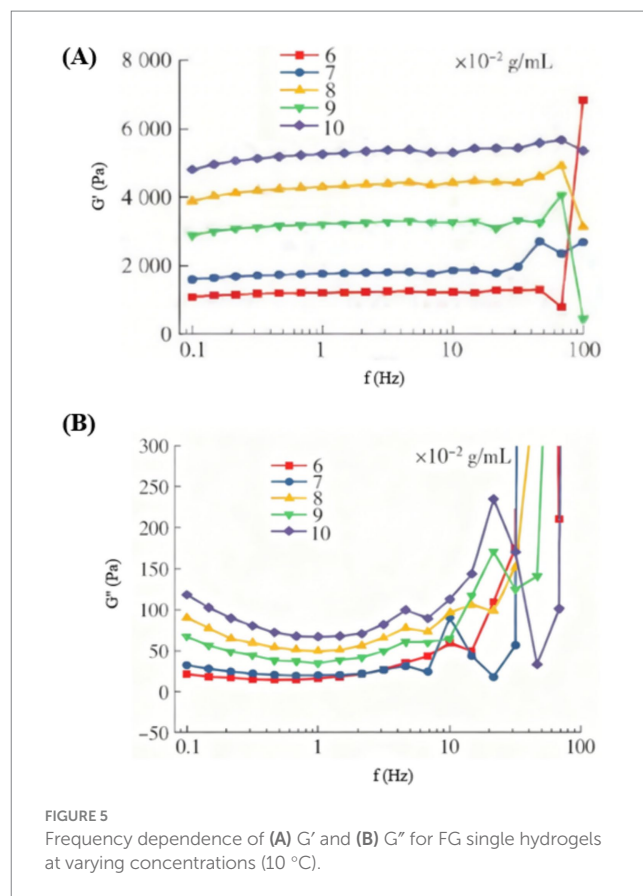 (A)
8 000
6 000
4 000
2 000
0
G′ (Pa)
6
7
8
9
10
×10⁻² g/mL
0.1 1 10 100
f (Hz)
(B)
300
250
200
150
100
50
0
−50
G″ (Pa)
6
7
8
9
10
×10⁻² g/mL
0.1 1 10 100
f (Hz)
FIGURE 5
Frequency dependence of (A) G′ and (B) G″ for FG single hydrogels
at varying concentrations (10 °C).